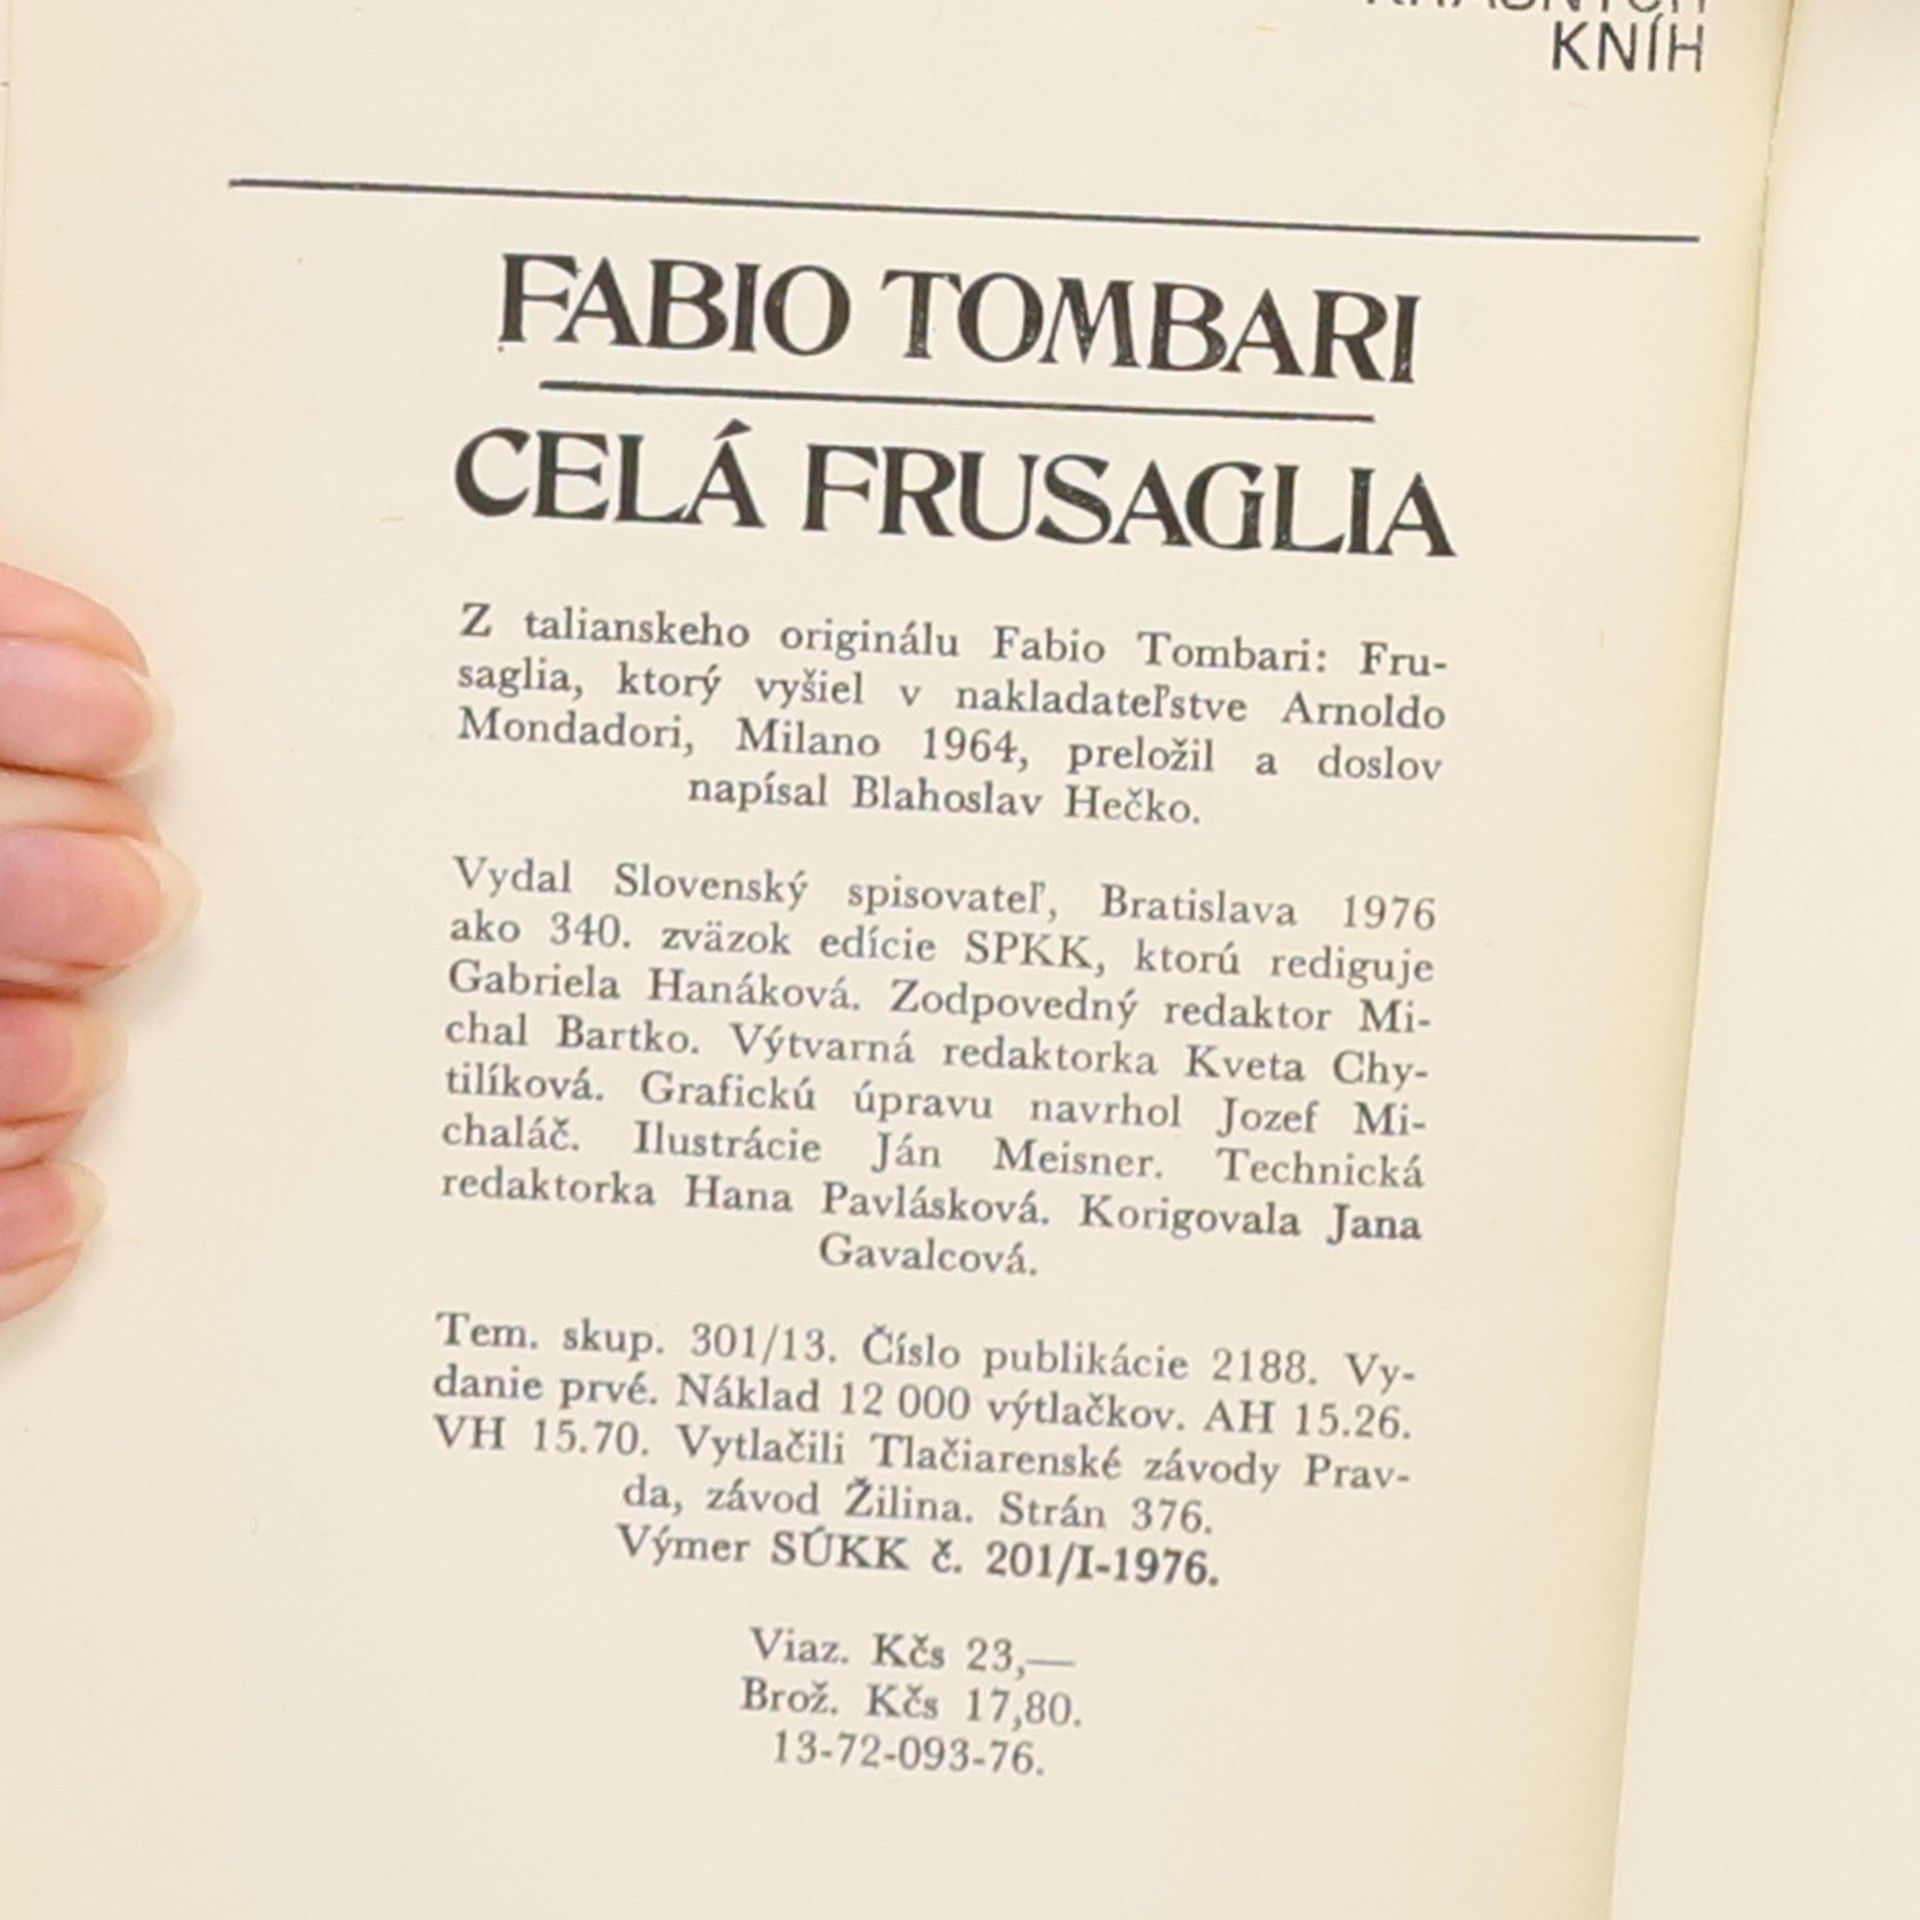 KRÁSNYCH
KNÍH
FABIO TOMBARI
CELÁ FRUSAGLIA
Z talianskeho originálu Fabio Tombari: Fru-
saglia, ktorý vyšiel v nakladateľstve Arnoldo
Mondadori, Milano 1964, preložil a doslov
napísal Blahoslav Hečko.
Vydal Slovenský spisovateľ, Bratislava 1976
ako 340. zväzok edície SPKK, ktorú rediguje
Gabriela Hanáková. Zodpovedný redaktor Mi-
chal Bartko. Výtvarná redaktorka Kveta Chy-
tilíková. Grafickú úpravu navrhol Jozef Mi-
chaláč. Ilustrácie Ján Meisner. Technická
redaktorka Hana Pavlásková. Korigovala Jana
Gavalcová.
Tem. skup. 301/13. Číslo publikácie 2188. Vy-
danie prvé. Náklad 12 000 výtlačkov. AH 15.26.
VH 15.70. Vytlačili Tlačiarenské závody Prav-
da, závod Žilina. Strán 376.
Výmer SÚKK č. 201/I-1976.
Viaz. Kčs 23,—
Brož. Kčs 17,80.
13-72-093-76.